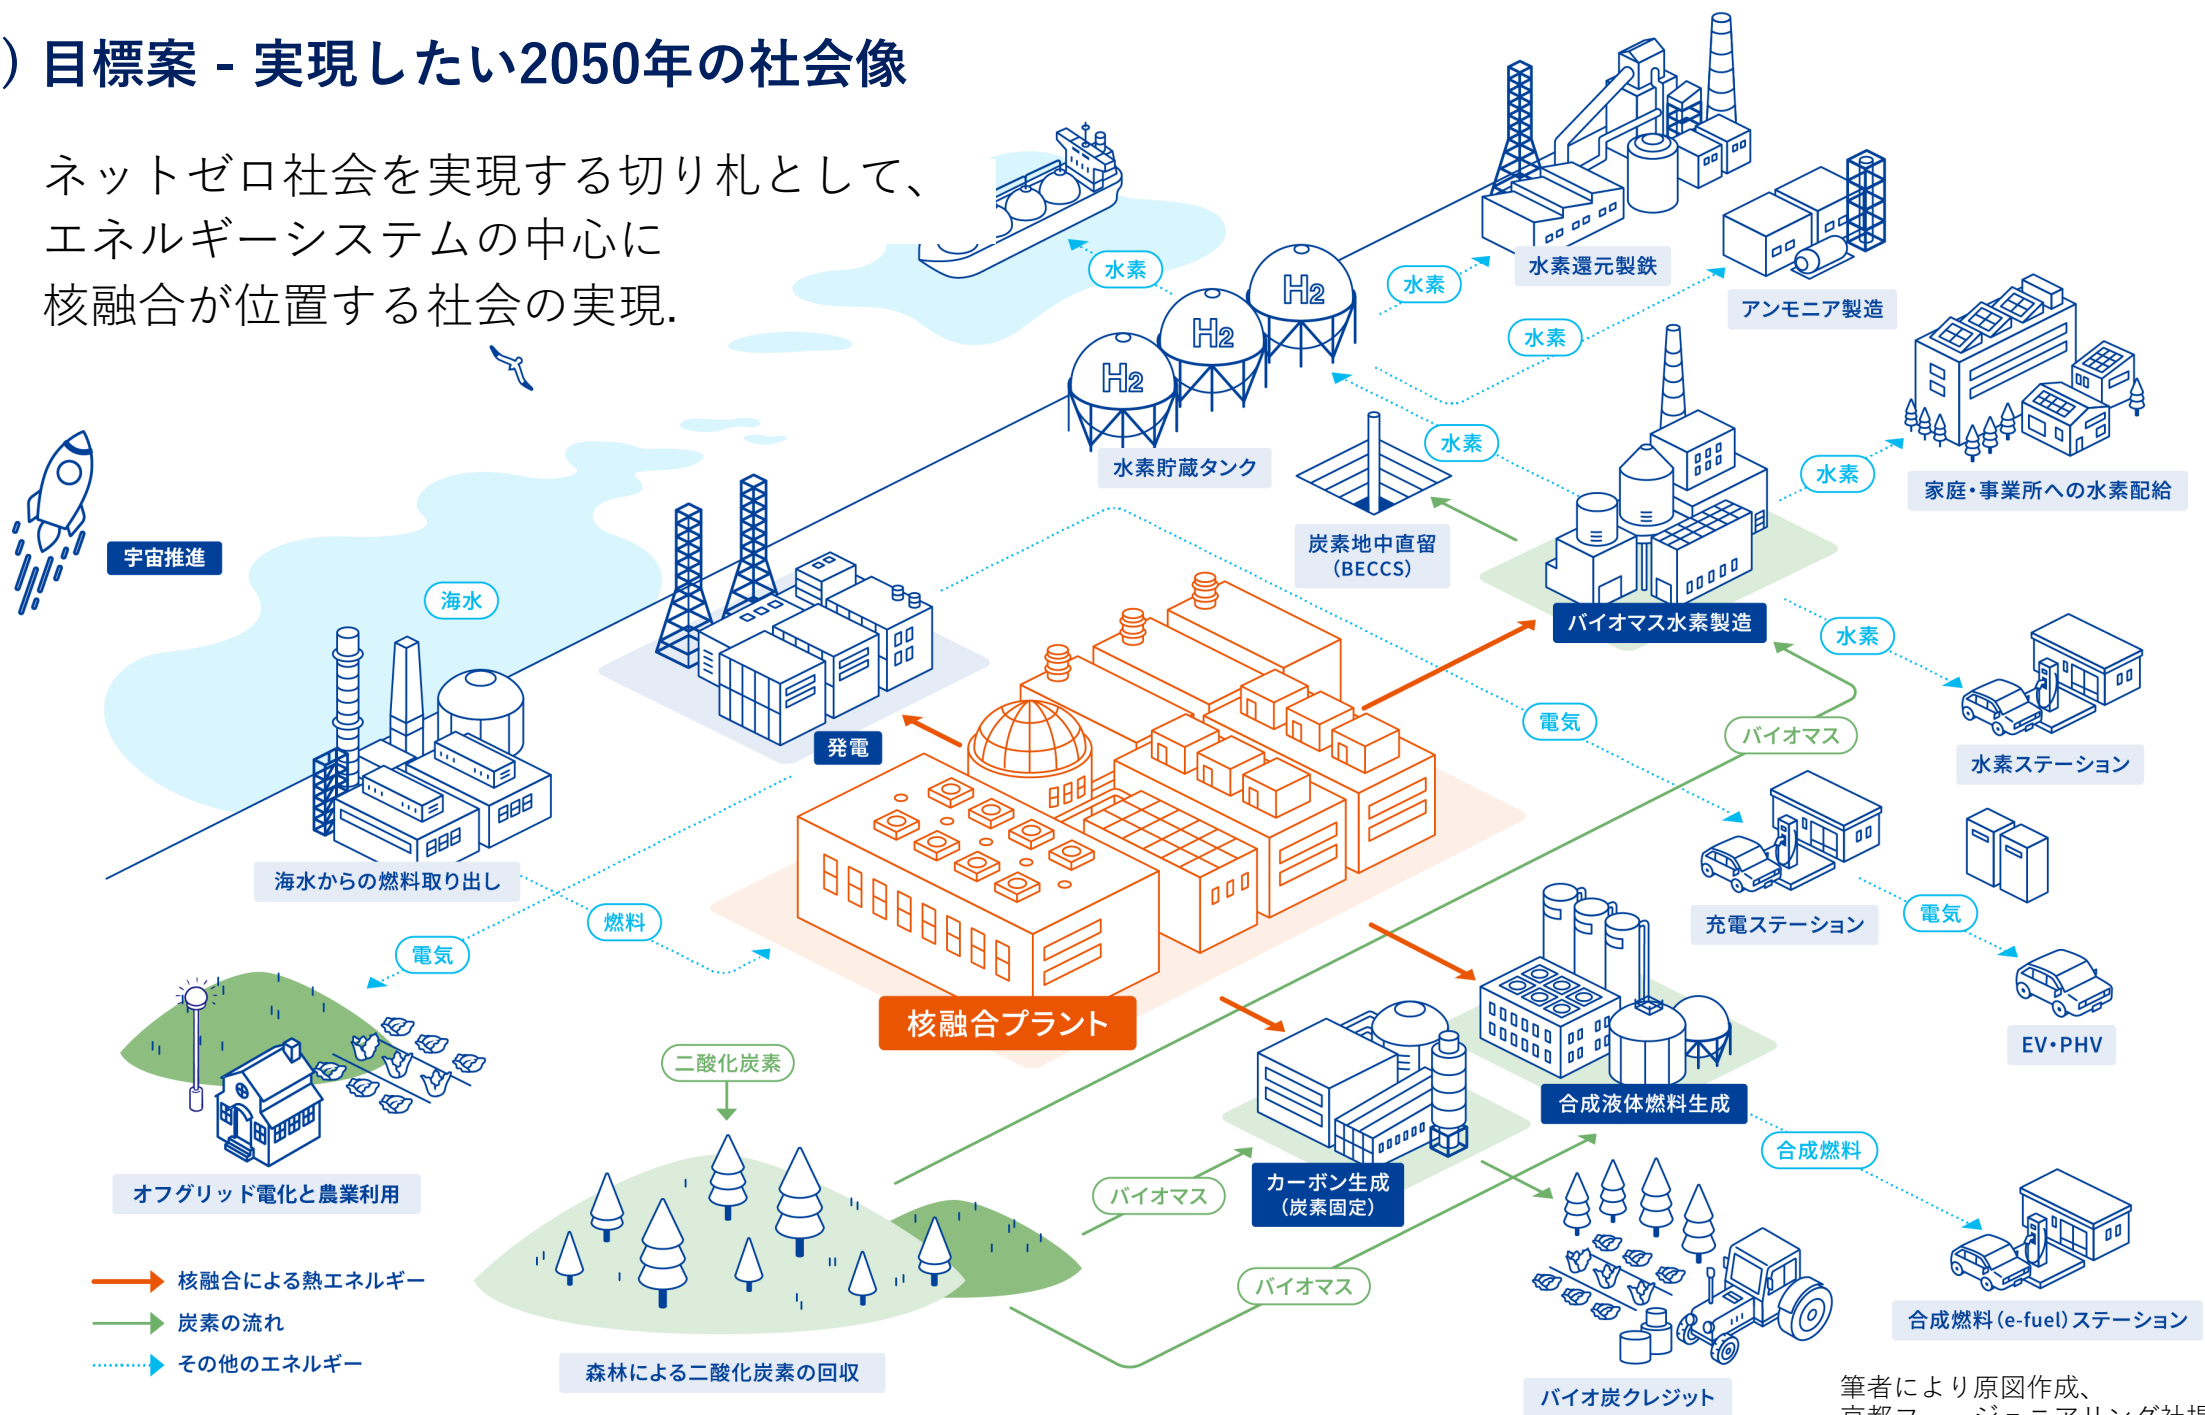 ) 目標案 - 実現したい2050年の社会像
ネットゼロ社会を実現する切り札として、
エネルギーシステムの中心に
核融合が位置する社会の実現.
水素
水素
水素還元製鉄
アンモニア製造
水素
H2
H2
H2
水素貯蔵タンク
水素
水素
家庭・事業所への水素配給
炭素地中直留
（BECCS）
宇宙推進
海水
バイオマス水素製造
水素
水素ステーション
発電
電気
バイオマス
海水からの燃料取り出し
燃料
電気
充電ステーション
電気
EV・PHV
核融合プラント
二酸化炭素
合成液体燃料生成
合成燃料
オフグリッド電化と農業利用
バイオマス
カーボン生成
（炭素固定）
バイオマス
合成燃料（e-fuel）ステーション
核融合による熱エネルギー
炭素の流れ
その他のエネルギー
森林による二酸化炭素の回収
バイオ炭クレジット
筆者により原図作成、